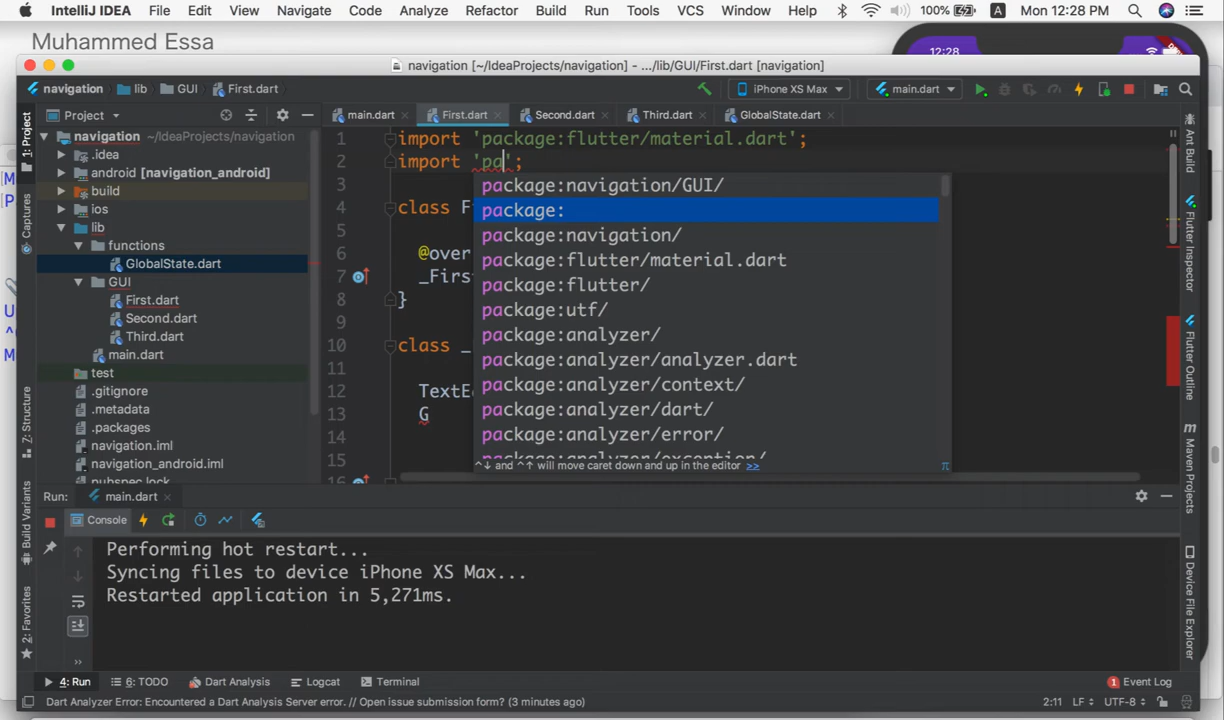 IntelliJ IDEA File Edit View Navigate Code Analyze Refactor Build Run Tools VCS Window Help 100% A Mon 12:28 PM
Muhammed Essa
12:28
navigation [~/IdeaProjects/navigation] – .../lib/GUI/First.dart [navigation]
navigation lib GUI First.dart iPhone XS Max main.dart
Project main.dart First.dart Second.dart Third.dart GlobalState.dart
navigation ~/IdeaProjects/navigation
.idea
android [navigation_android]
build
ios
lib
functions
GlobalState.dart
GUI
First.dart
Second.dart
Third.dart
main.dart
test
.gitignore
.metadata
.packages
navigation.iml
navigation_android.iml
pubspec.lock
1 import 'package:flutter/material.dart';
2 import 'pa';
3
4 class F
5
6 @over
7 _Firs
8 }
9
10 class _
11
12 TextE
13 G
14
15
16
package:navigation/GUI/
package:
package:navigation/
package:flutter/material.dart
package:flutter/
package:utf/
package:analyzer/
package:analyzer/analyzer.dart
package:analyzer/context/
package:analyzer/dart/
package:analyzer/error/
package:analyzer/exception/
^↓ and ^↑ will move caret down and up in the editor >> π
1: Project
Captures
7: Structure
Build Variants
2: Favorites
Ant Build
Flutter Inspector
Flutter Outline
Maven Projects
Device File Explorer
Run: main.dart
Console
Performing hot restart...
Syncing files to device iPhone XS Max...
Restarted application in 5,271ms.
4: Run 6: TODO Dart Analysis Logcat Terminal 1 Event Log
Dart Analyzer Error: Encountered a Dart Analysis Server error. // Open issue submission form? (3 minutes ago) 2:11 LF UTF-8